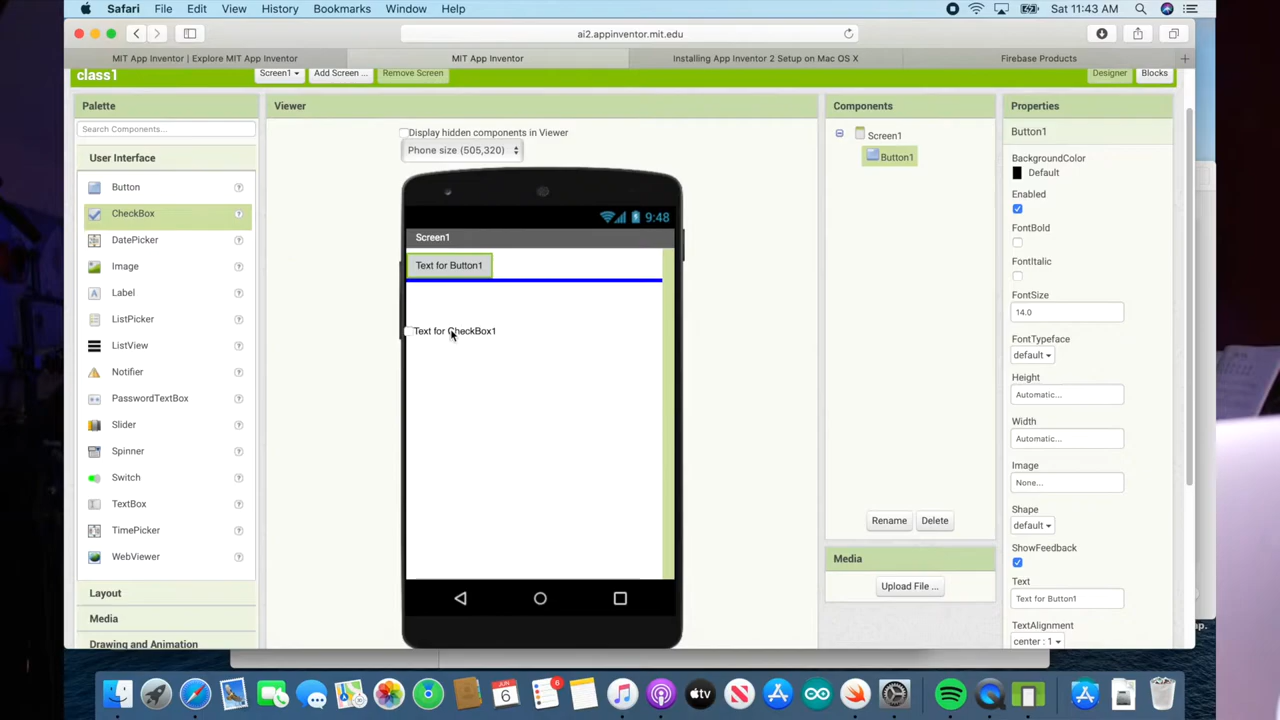 Safari File Edit View History Bookmarks Window Help
Sat 11:43 AM
ai2.appinventor.mit.edu
MIT App Inventor | Explore MIT App Inventor
MIT App Inventor
Installing App Inventor 2 Setup on Mac OS X
Firebase Products
class1
Screen1
Add Screen ...
Remove Screen
Designer
Blocks
Palette
Search Components...
User Interface
Button
CheckBox
DatePicker
Image
Label
ListPicker
ListView
Notifier
PasswordTextBox
Slider
Spinner
Switch
TextBox
TimePicker
WebViewer
Layout
Media
Drawing and Animation
Viewer
Display hidden components in Viewer
Phone size (505,320)
9:48
Screen1
Text for Button1
Text for CheckBox1
Components
Screen1
Button1
Rename
Delete
Media
Upload File ...
Properties
Button1
BackgroundColor
Default
Enabled
FontBold
FontItalic
FontSize
14.0
FontTypeface
default
Height
Automatic...
Width
Automatic...
Image
None...
Shape
default
ShowFeedback
Text
Text for Button1
TextAlignment
center : 1
ap.
JUN
6
6
tv